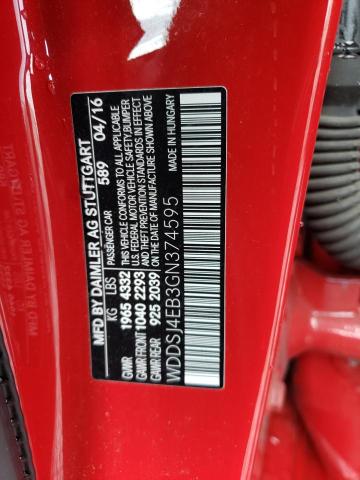 MFD BY DAIMLER AG STUTTGART
PASSENGER CAR 589 04/16
KG LBS
GVWR 1965 4332
GAWR FRONT 1040 2293
GAWR REAR 925 2039
THIS VEHICLE CONFORMS TO ALL APPLICABLE
U.S. FEDERAL MOTOR VEHICLE SAFETY, BUMPER
AND THEFT PREVENTION STANDARDS IN EFFECT
ON THE DATE OF MANUFACTURE SHOWN ABOVE
WDDSJ4EB3GN374595
MADE IN HUNGARY